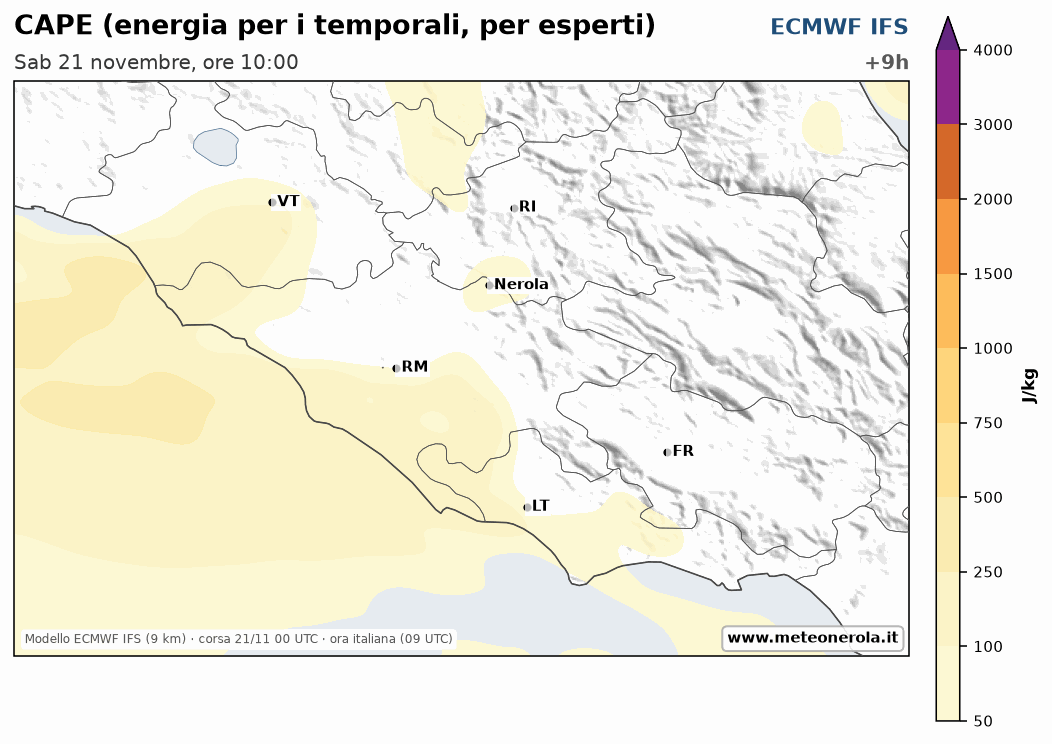 CAPE (energia per i temporali, per esperti)
ECMWF IFS
Sab 21 novembre, ore 10:00
+9h
VT
RI
Nerola
RM
FR
LT
Modello ECMWF IFS (9 km) · corsa 21/11 00 UTC · ora italiana (09 UTC)
www.meteonerola.it
4000
3000
2000
1500
1000
750
500
250
100
50
J/kg